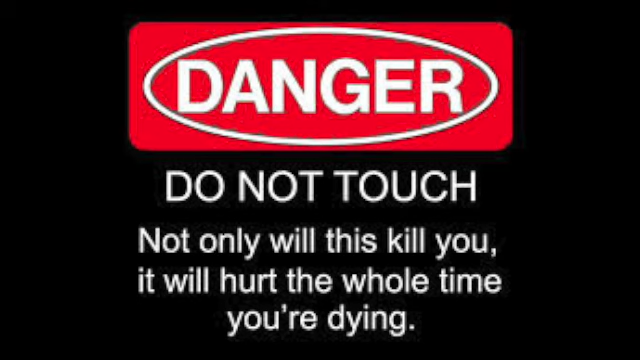 DANGER
DO NOT TOUCH
Not only will this kill you,
it will hurt the whole time
you're dying.